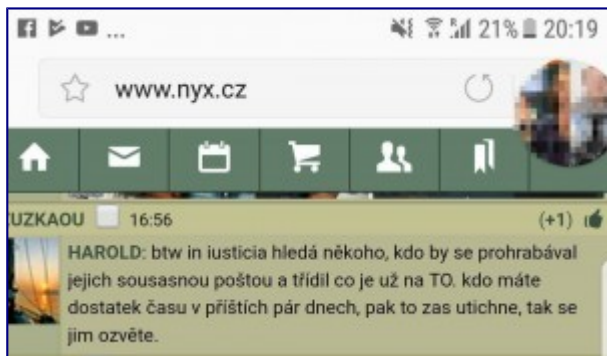 21% 20:19
www.nyx.cz
ZUZKAOU 16:56 (+1)
HAROLD: btw in iusticia hledá někoho, kdo by se prohrabával
jejich sousasnou poštou a třídil co je už na TO. kdo máte
dostatek času v příštích pár dnech, pak to zas utichne, tak se
jim ozvěte.